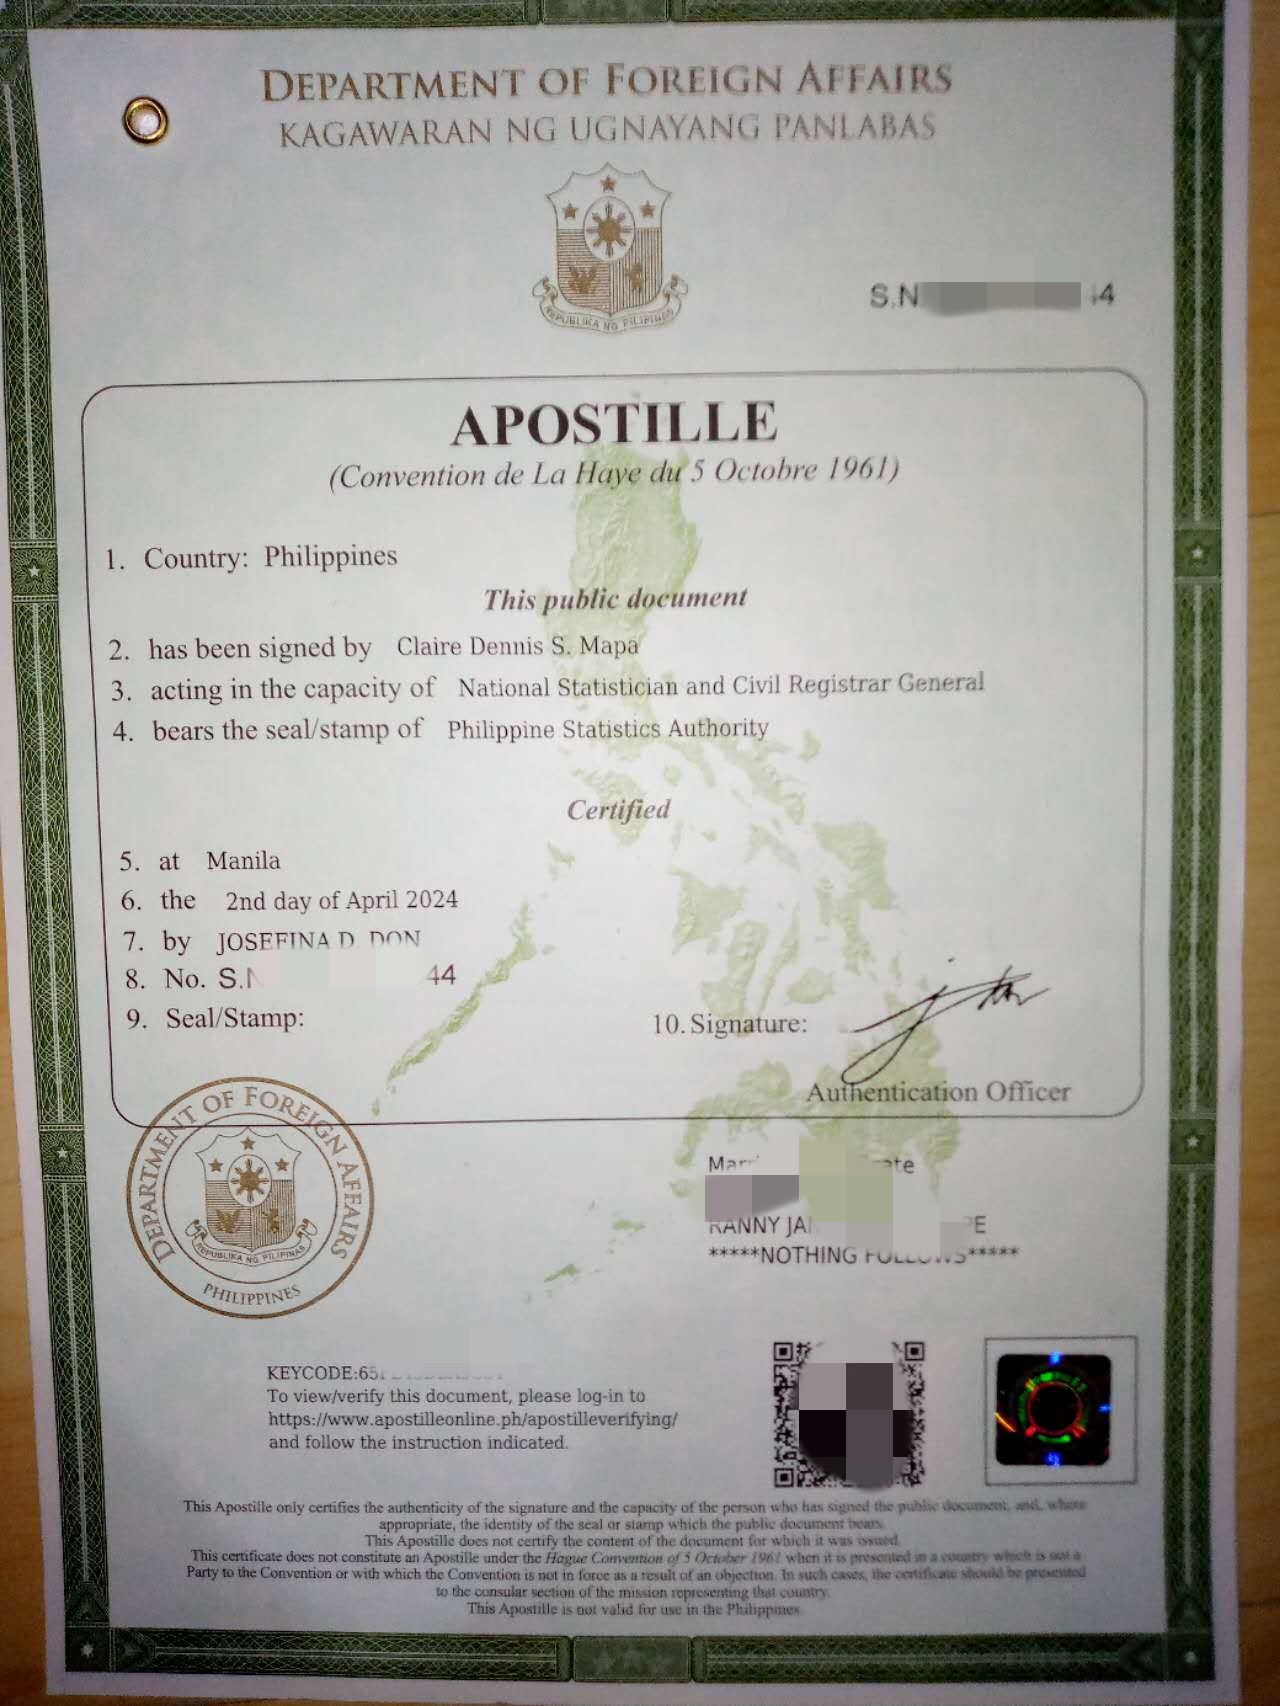 DEPARTMENT OF FOREIGN AFFAIRS
KAGAWARAN NG UGNAYANG PANLABAS
REPUBLIKA NG PILIPINAS
S.N 44
APOSTILLE
(Convention de La Haye du 5 Octobre 1961)
1. Country: Philippines
This public document
2. has been signed by Claire Dennis S. Mapa
3. acting in the capacity of National Statistician and Civil Registrar General
4. bears the seal/stamp of Philippine Statistics Authority
Certified
5. at Manila
6. the 2nd day of April 2024
7. by JOSEFINA D. DON
8. No. S.N 44
9. Seal/Stamp:
10. Signature:
Authentication Officer
DEPARTMENT OF FOREIGN AFFAIRS
REPUBLIKA NG PILIPINAS
PHILIPPINES
RANNY
*****NOTHING FOLLOWS*****
KEYCODE:65
To view/verify this document, please log-in to
https://www.apostilleonline.ph/apostilleverifying/
and follow the instruction indicated.
This Apostille only certifies the authenticity of the signature and the capacity of the person who has signed the public document, and, where
appropriate, the identity of the seal or stamp which the public document bears.
This Apostille does not certify the content of the document for which it was issued.
This certificate does not constitute an Apostille under the Hague Convention of 5 October 1961 when it is presented in a country which is not a
Party to the Convention or with which the Convention is not in force as a result of an objection. In such cases, the certificate should be presented
to the consular section of the mission representing that country.
This Apostille is not valid for use in the Philippines.